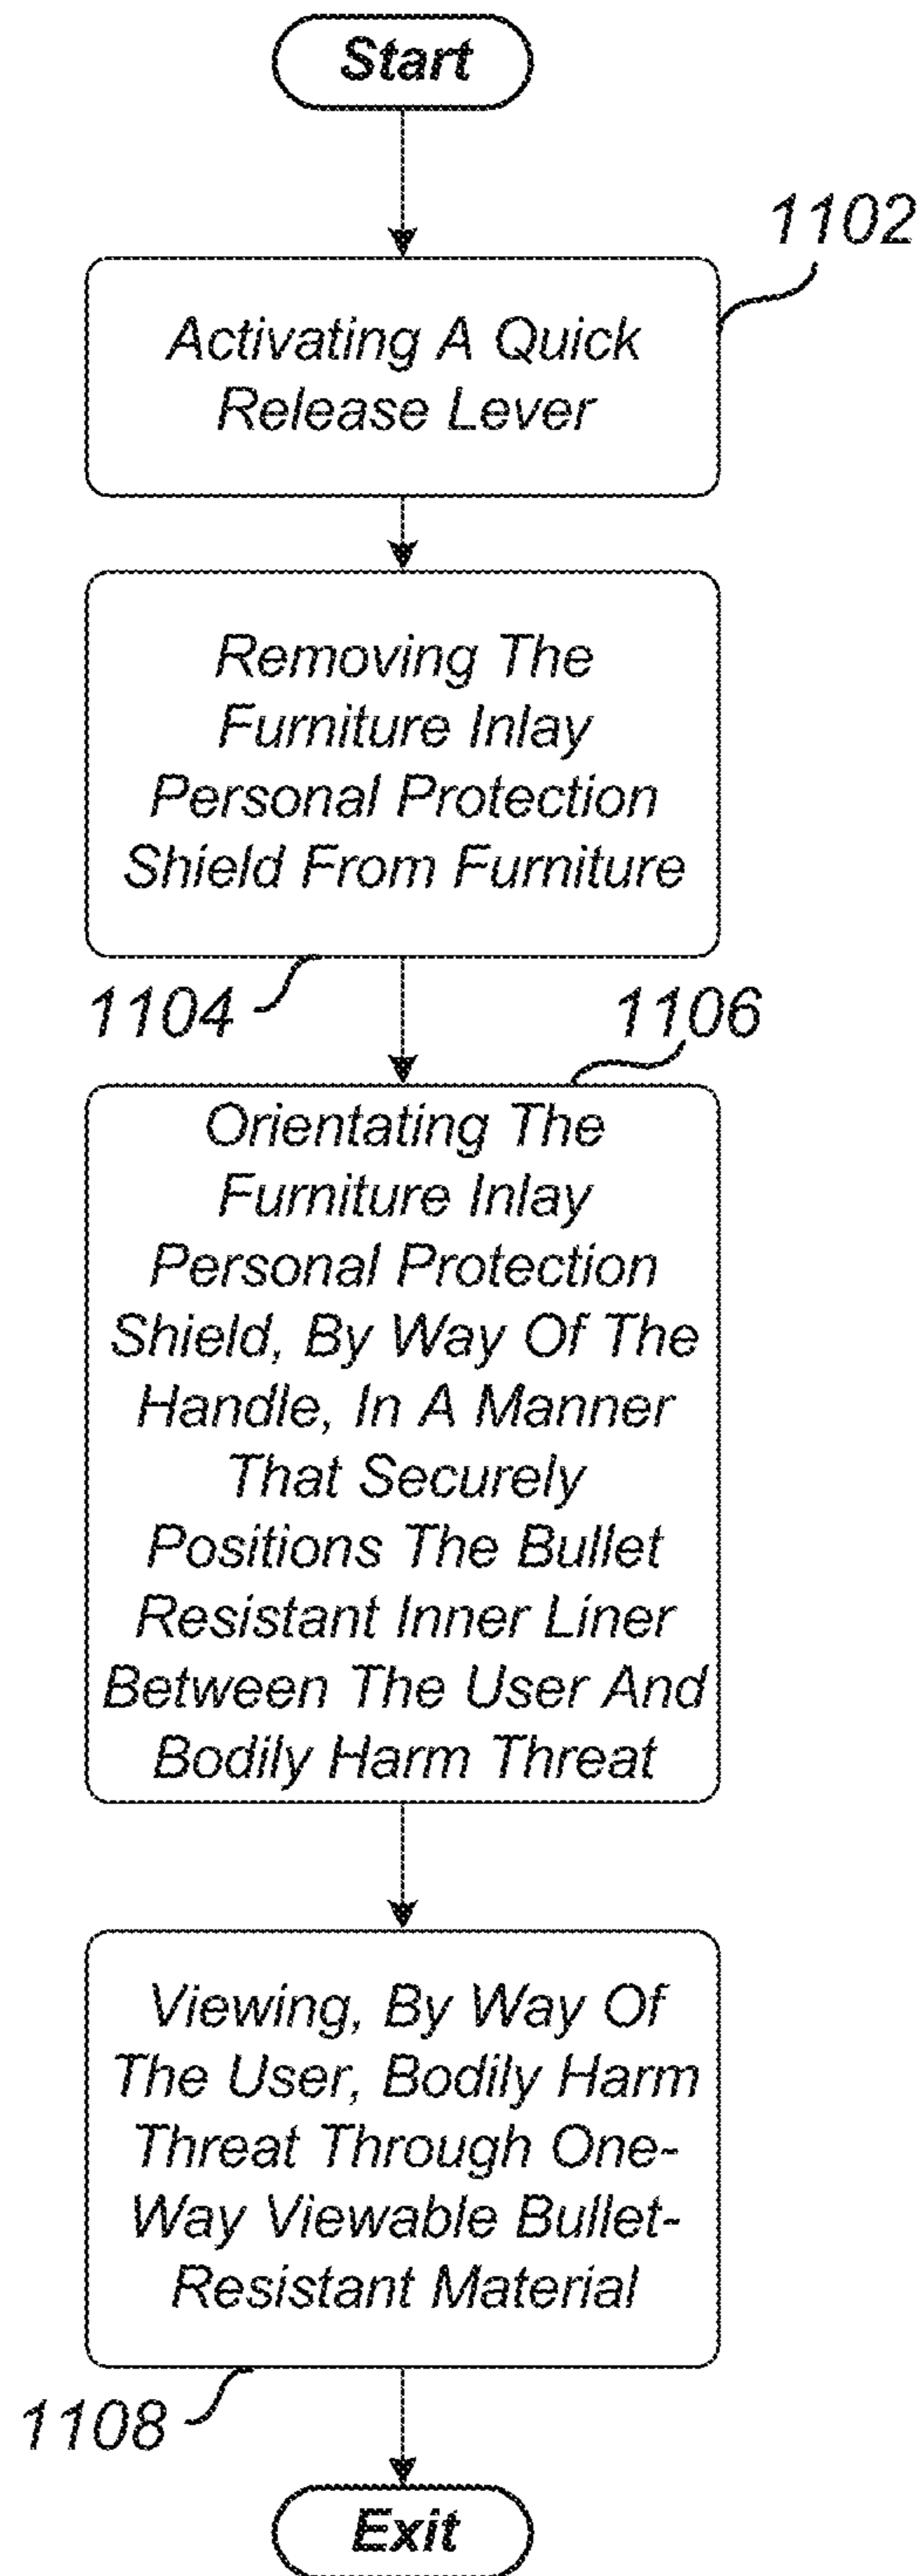 Start
1102
Activating A Quick
Release Lever
Removing The
Furniture Inlay
Personal Protection
Shield From Furniture
1104
1106
Orientating The
Furniture Inlay
Personal Protection
Shield, By Way Of The
Handle, In A Manner
That Securely
Positions The Bullet
Resistant Inner Liner
Between The User And
Bodily Harm Threat
Viewing, By Way Of
The User, Bodily Harm
Threat Through One-
Way Viewable Bullet-
Resistant Material
1108
Exit